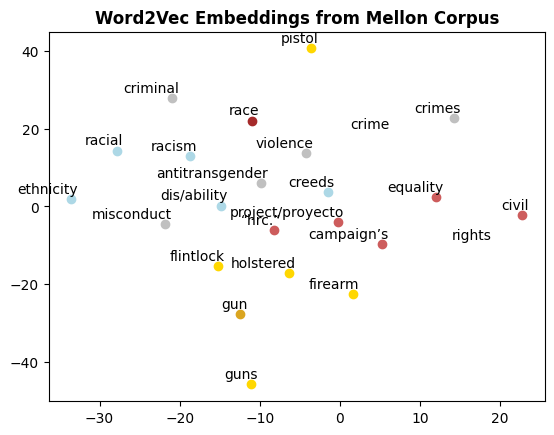 Word2Vec Embeddings from Mellon Corpus
pistol
40
criminal
crimes
race
20
crime
racial
racism
violence
antitransgender
creeds
ethnicity
dis/ability
equality
0
misconduct
project/proyecto
civil
campaign's
rights
flintlock
holstered
−20
firearm
gun
−40
guns
−30
−20
−10
0
10
20